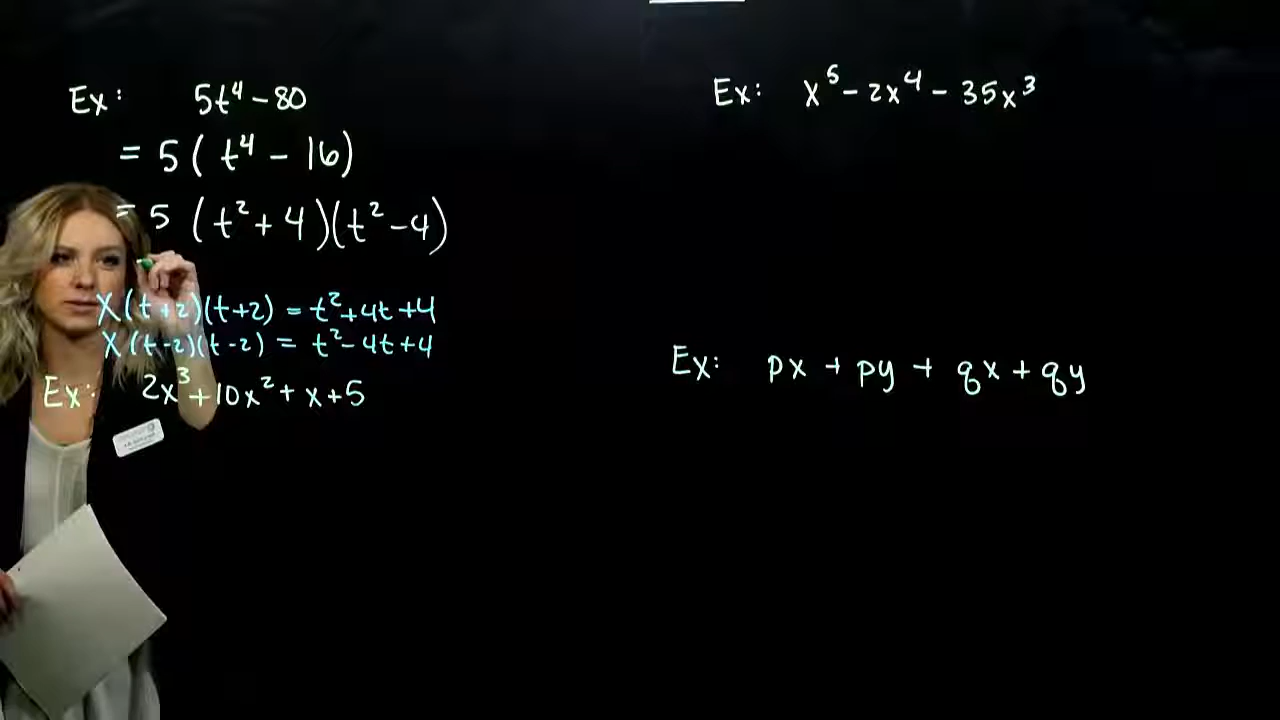 Ex: 5t⁴ - 80
= 5 ( t⁴ - 16)
= 5 (t² + 4)(t² - 4)
X (t+2)(t+2) = t²+4t+4
X (t-2)(t-2) = t²-4t+4
Ex: 2x³+10x²+ x+5
Ex: x⁵ - 2x⁴ - 35x³
Ex: px + py + qx + qy